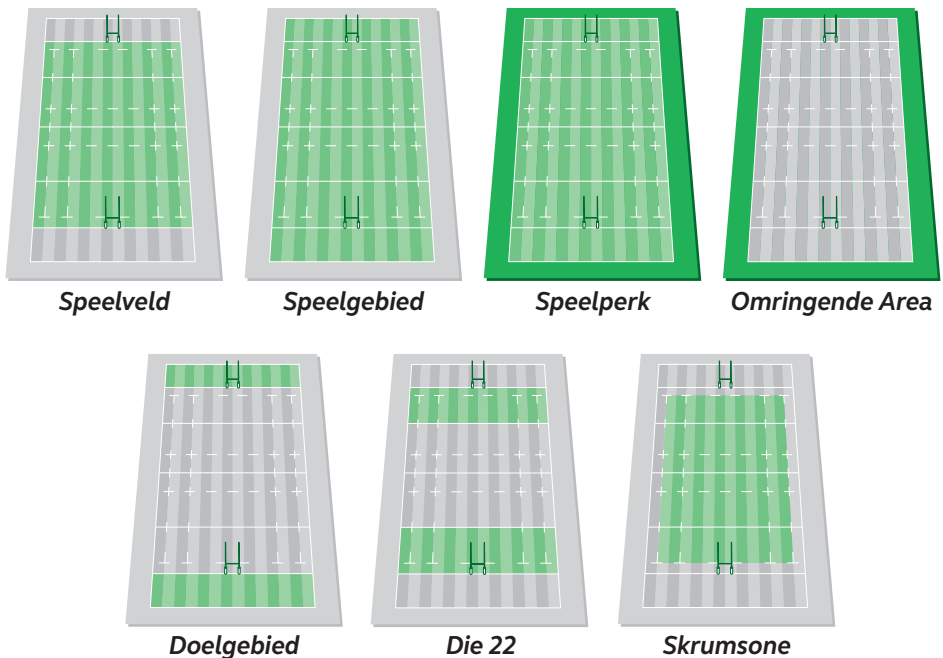 Speelveld
Speelgebied
Speelperk
Omringende Area
Doelgebied
Die 22
Skrumsone